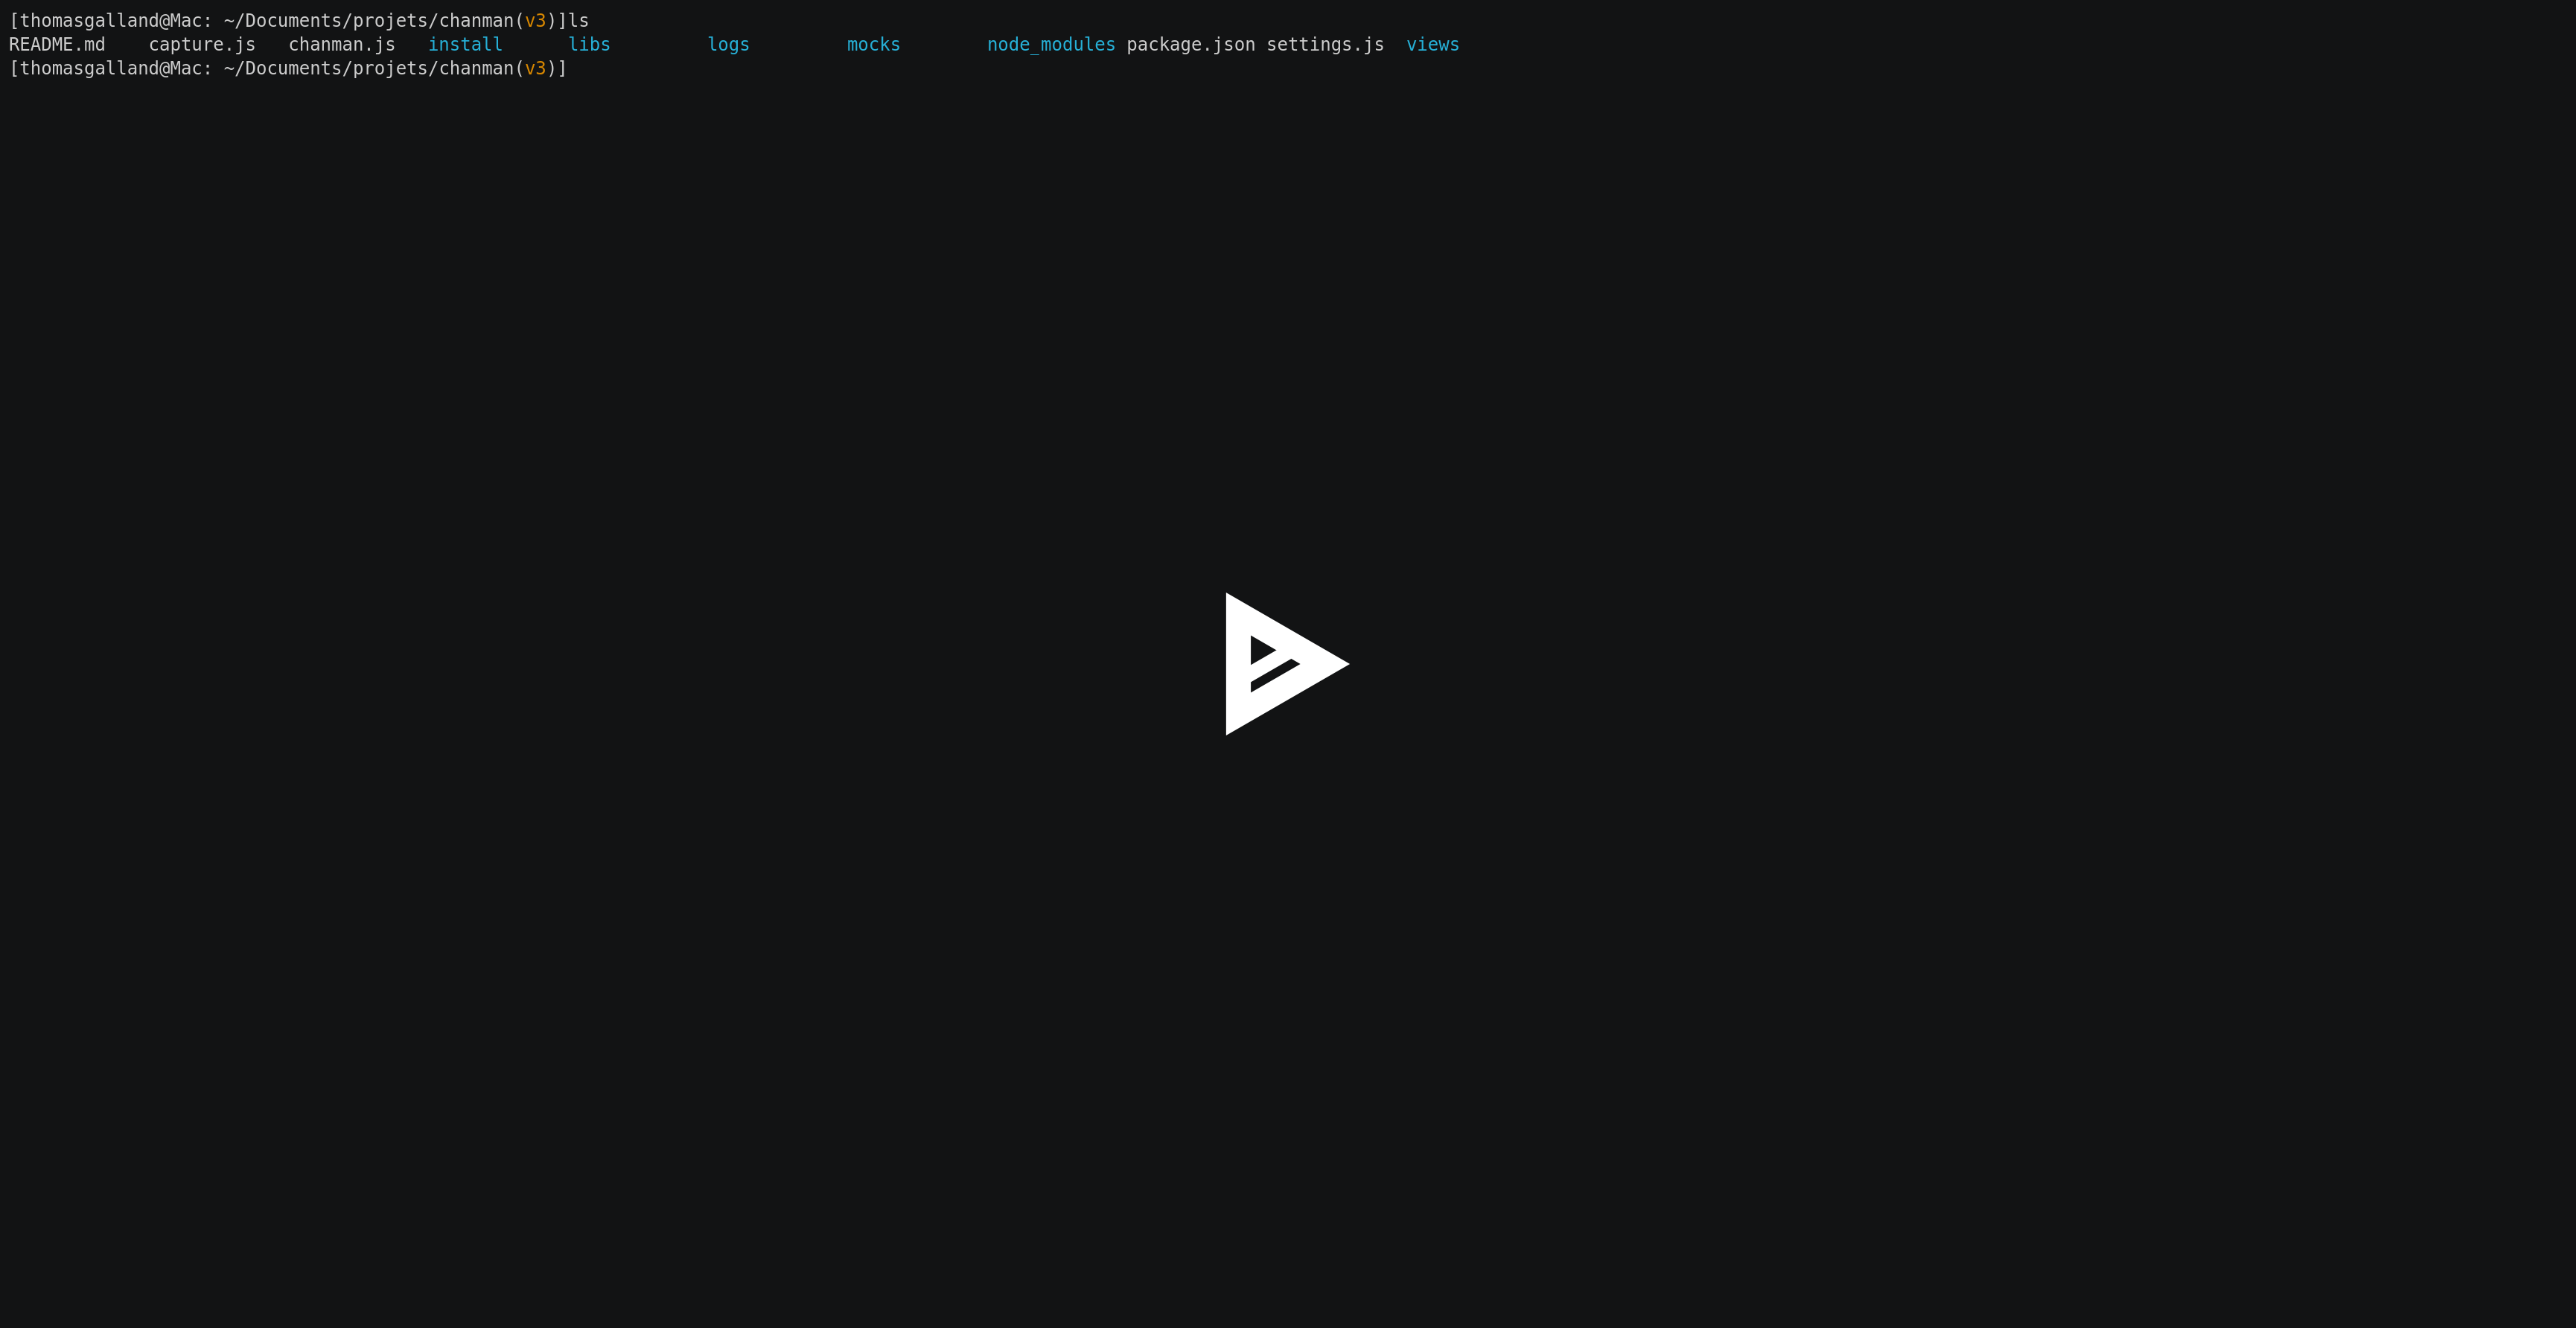 [thomasgalland@Mac: ~/Documents/projets/chanman(v3)]ls
README.md    capture.js   chanman.js   install      libs         logs         mocks        node_modules package.json settings.js  views
[thomasgalland@Mac: ~/Documents/projets/chanman(v3)]